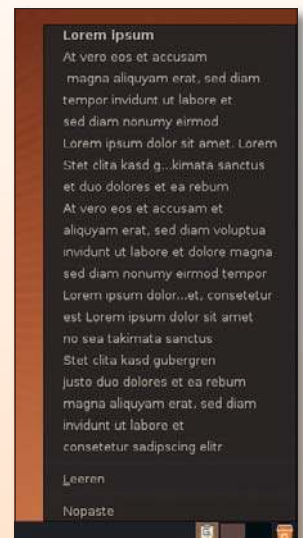 Lorem ipsum
At vero eos et accusam
magna aliquyam erat, sed diam
tempor invidunt ut labore et
sed diam nonumy eirmod
Lorem ipsum dolor sit amet. Lorem
Stet clita kasd g...kimata sanctus
et duo dolores et ea rebum
At vero eos et accusam et
aliquyam erat, sed diam voluptua
invidunt ut labore et dolore magna
sed diam nonumy eirmod tempor
Lorem ipsum dolor...et, consetetur
est Lorem ipsum dolor sit amet
no sea takimata sanctus
Stet clita kasd gubergren
justo duo dolores et ea rebum
magna aliquyam erat, sed diam
invidunt ut labore et
consetetur sadipscing elitr
Leeren
Nopaste